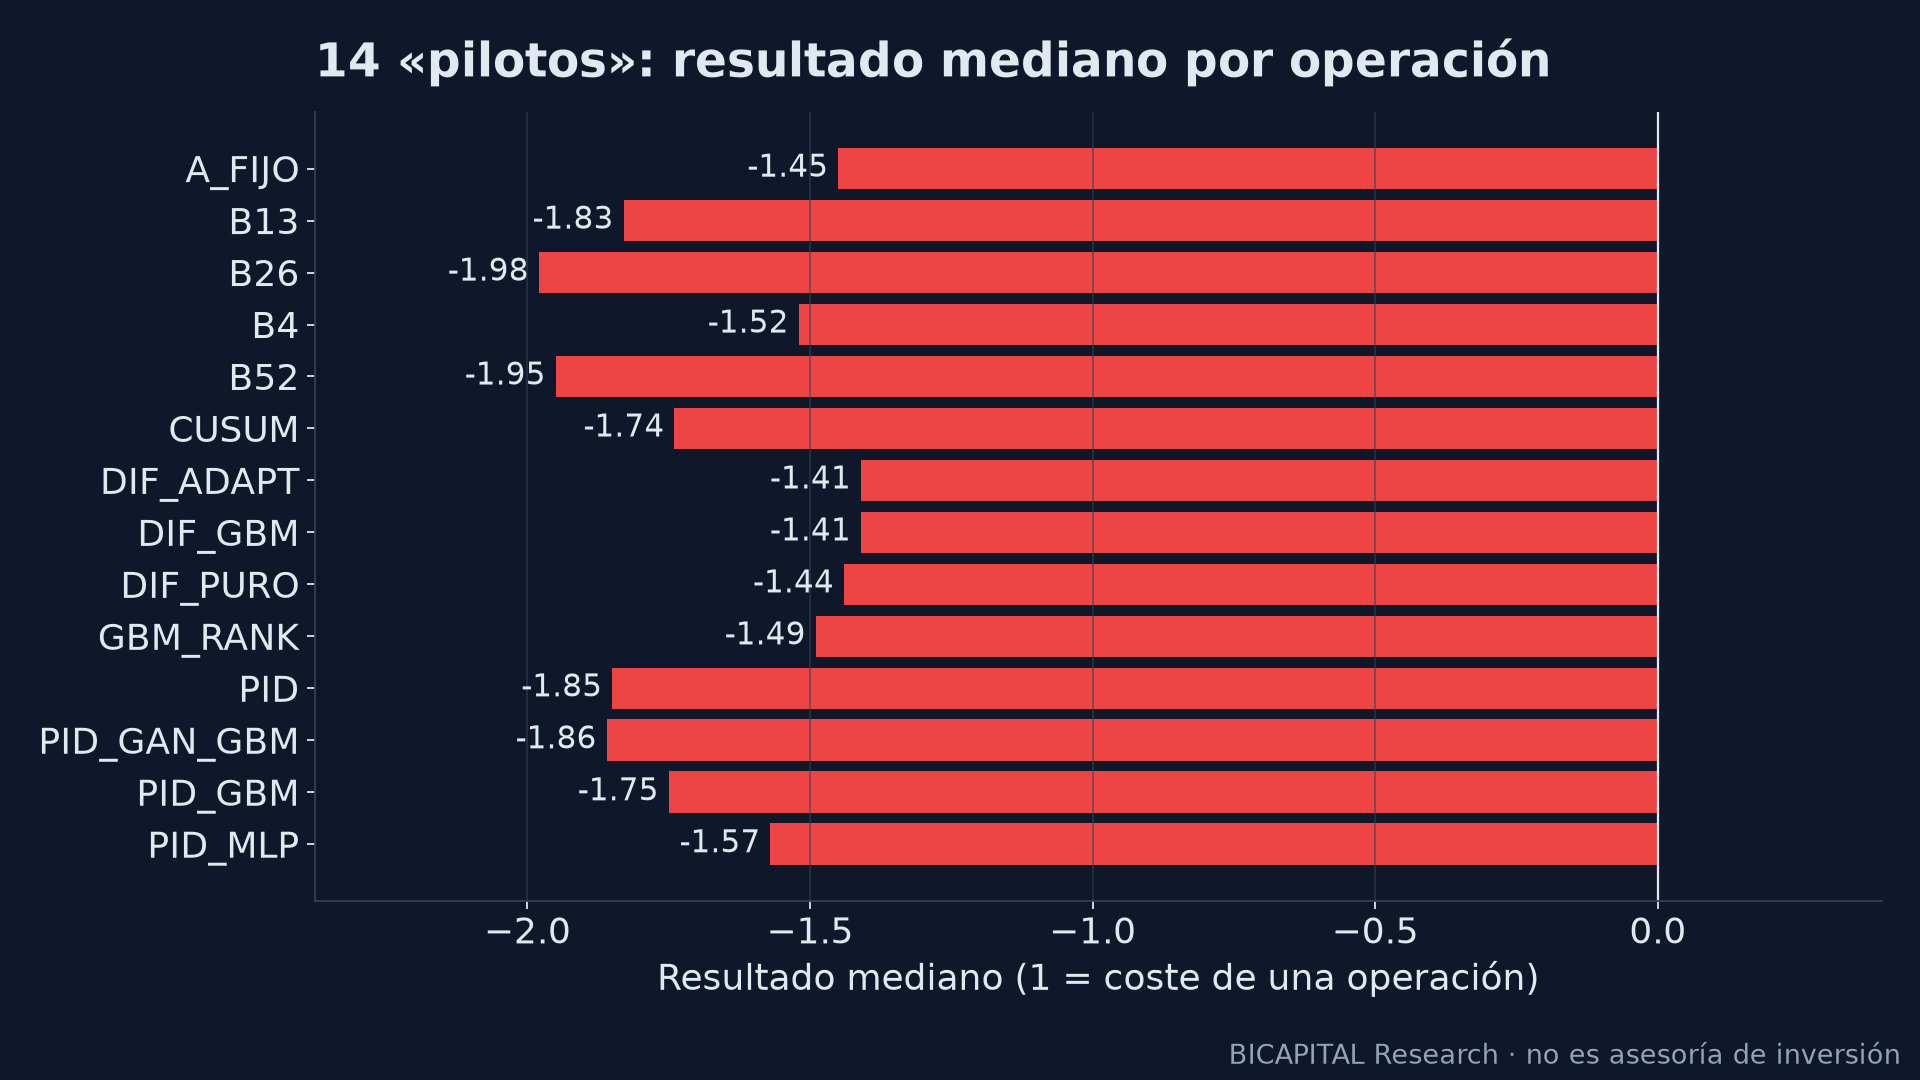 14 «pilotos»: resultado mediano por operación
A_FIJO -1.45
B13 -1.83
B26 -1.98
B4 -1.52
B52 -1.95
CUSUM -1.74
DIF_ADAPT -1.41
DIF_GBM -1.41
DIF_PURO -1.44
GBM_RANK -1.49
PID -1.85
PID_GAN_GBM -1.86
PID_GBM -1.75
PID_MLP -1.57
−2.0 −1.5 −1.0 −0.5 0.0
Resultado mediano (1 = coste de una operación)
BICAPITAL Research · no es asesoría de inversión